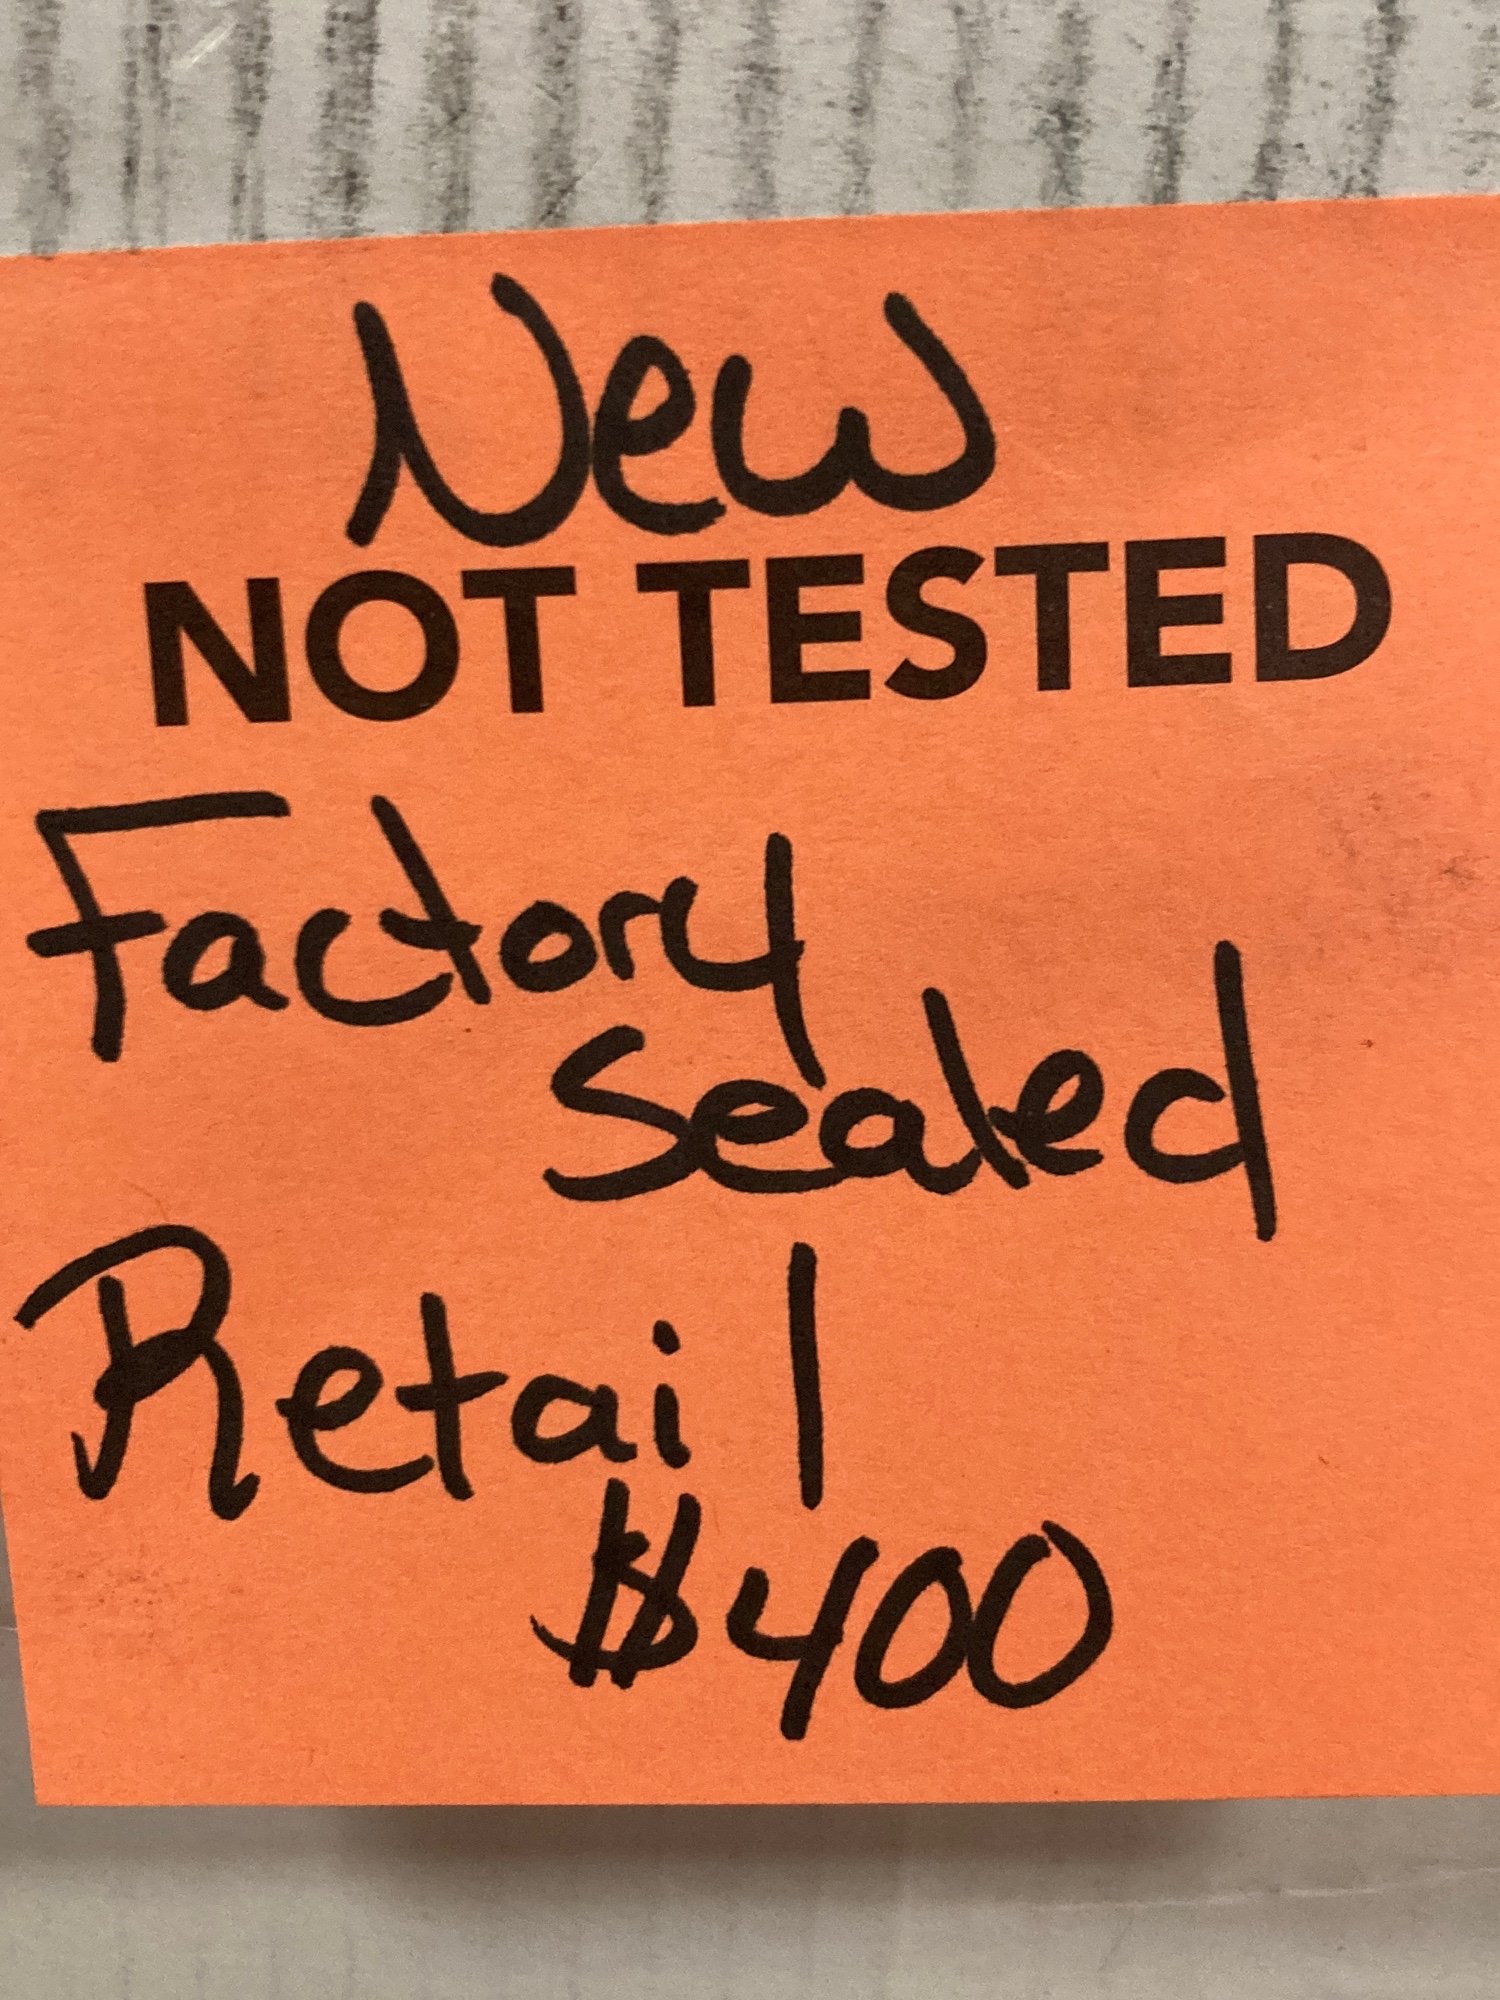 New
NOT TESTED
Factory
Sealed
Retail
$400